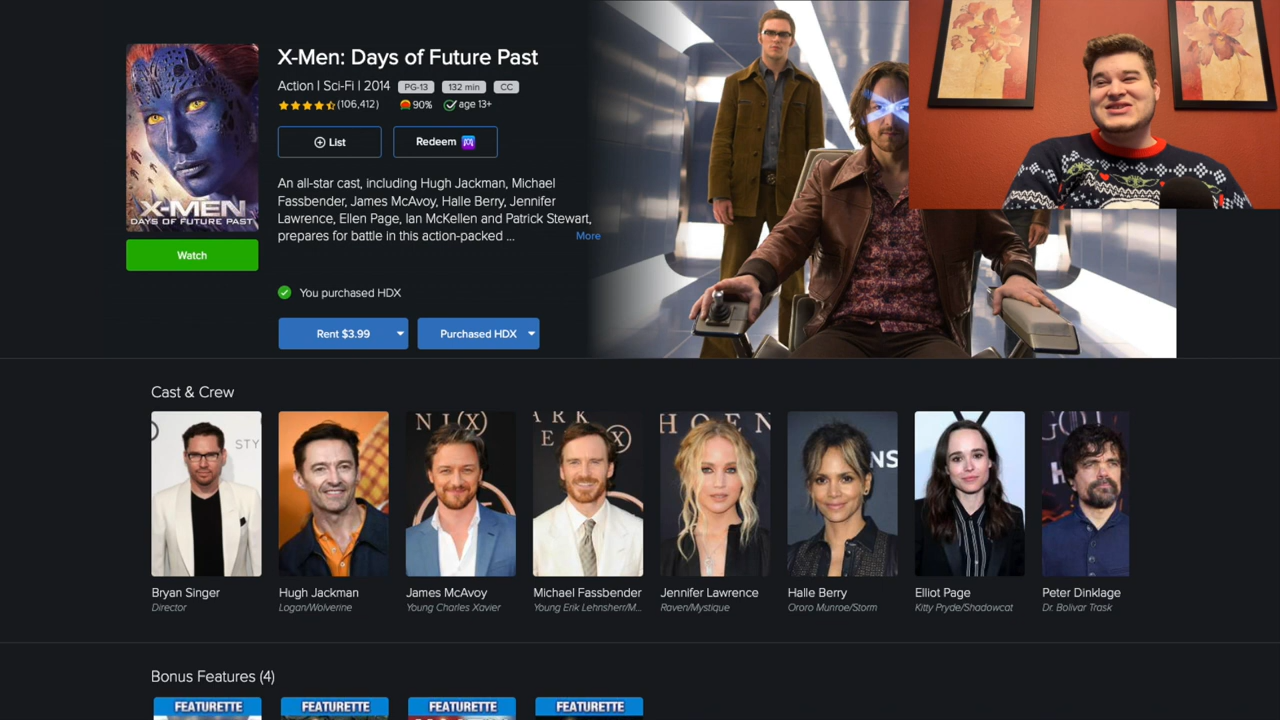 X-Men: Days of Future Past
Action | Sci-Fi | 2014 PG-13 132 min CC
(106,412) 90% age 13+
List Redeem
An all-star cast, including Hugh Jackman, Michael
Fassbender, James McAvoy, Halle Berry, Jennifer
Lawrence, Ellen Page, Ian McKellen and Patrick Stewart,
prepares for battle in this action-packed ... More
X-MEN
DAYS OF FUTURE PAST
Watch
You purchased HDX
Rent $3.99 Purchased HDX
Cast & Crew
STY
NI(X)
ARK
E (X)
HOEN
NS
Bryan Singer Hugh Jackman James McAvoy Michael Fassbender Jennifer Lawrence Halle Berry Elliot Page Peter Dinklage
Director Logan/Wolverine Young Charles Xavier Young Erik Lehnsherr/M... Raven/Mystique Ororo Munroe/Storm Kitty Pryde/Shadowcat Dr. Bolivar Trask
Bonus Features (4)
FEATURETTE FEATURETTE FEATURETTE FEATURETTE